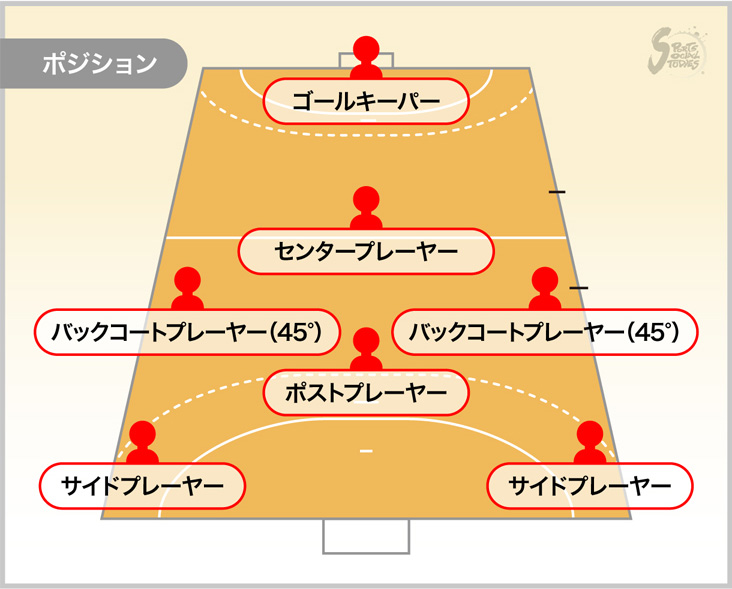 ポジション
SPORTS
SOCIAL
STUDIES
ゴールキーパー
センタープレーヤー
バックコートプレーヤー(45°)
バックコートプレーヤー(45°)
ポストプレーヤー
サイドプレーヤー
サイドプレーヤー